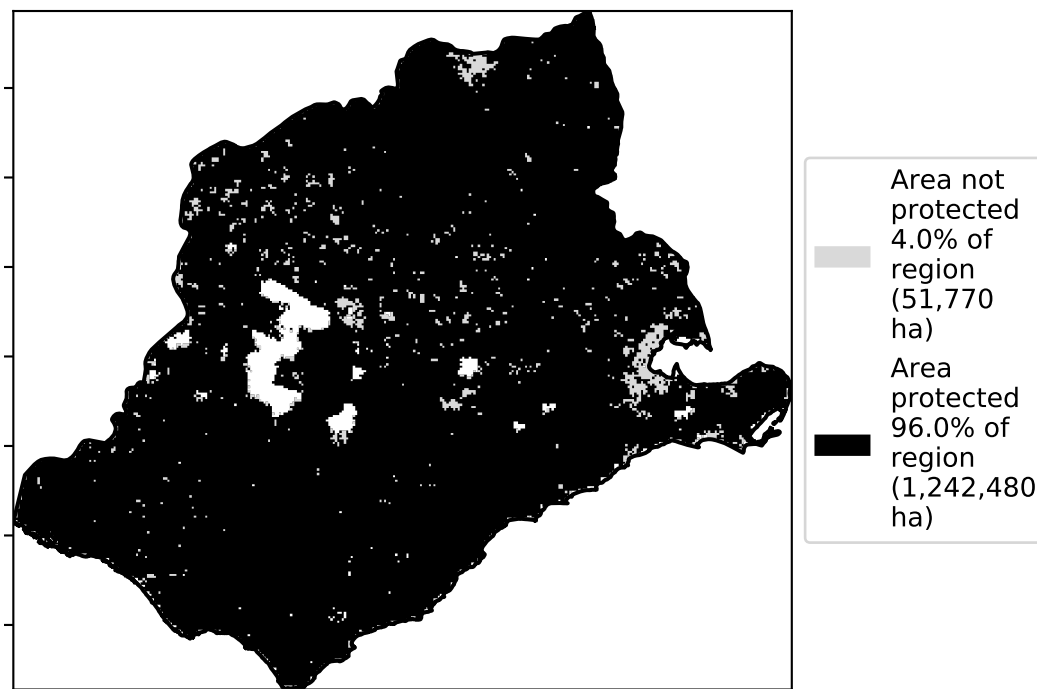 Area not
protected
4.0% of
region
(51,770
ha)
Area
protected
96.0% of
region
(1,242,480
ha)